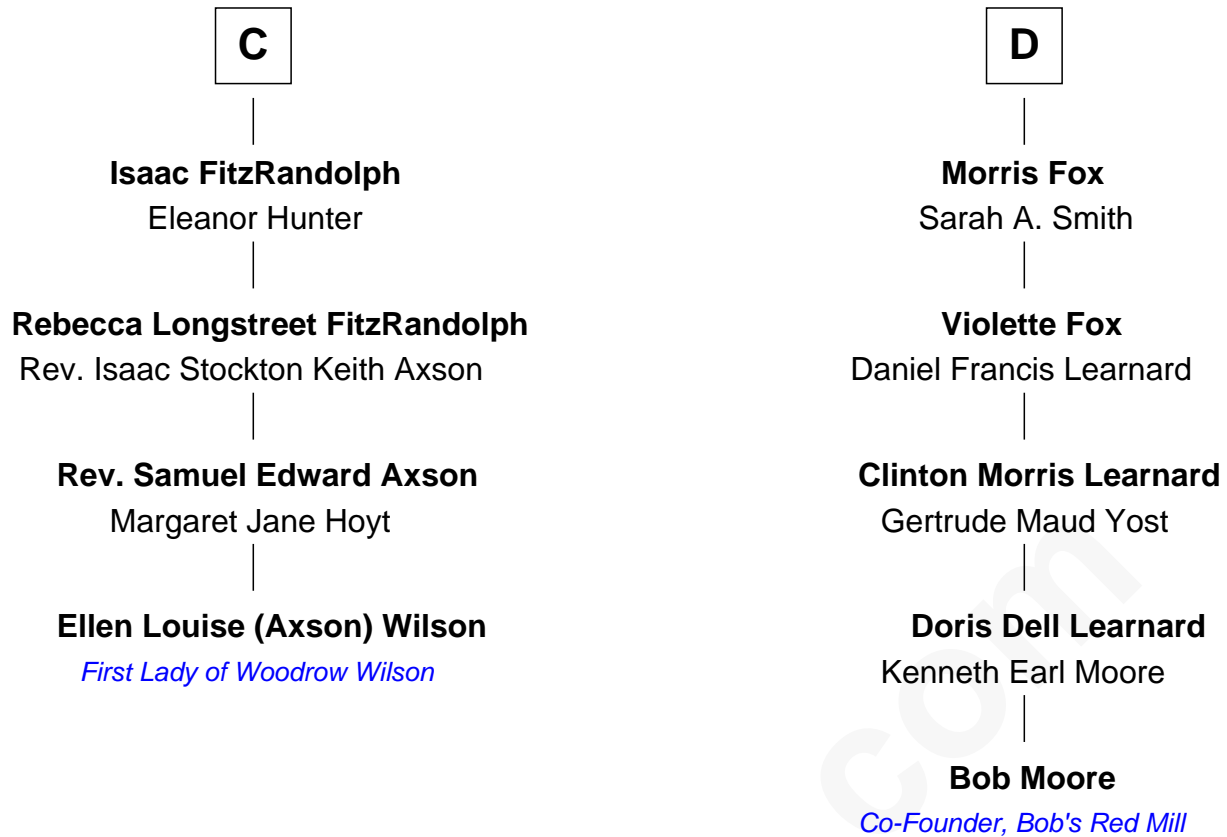 C
Isaac FitzRandolph
Eleanor Hunter
Rebecca Longstreet FitzRandolph
Rev. Isaac Stockton Keith Axson
Rev. Samuel Edward Axson
Margaret Jane Hoyt
Ellen Louise (Axson) Wilson
First Lady of Woodrow Wilson
D
Morris Fox
Sarah A. Smith
Violette Fox
Daniel Francis Learnard
Clinton Morris Learnard
Gertrude Maud Yost
Doris Dell Learnard
Kenneth Earl Moore
Bob Moore
Co-Founder, Bob's Red Mill
com